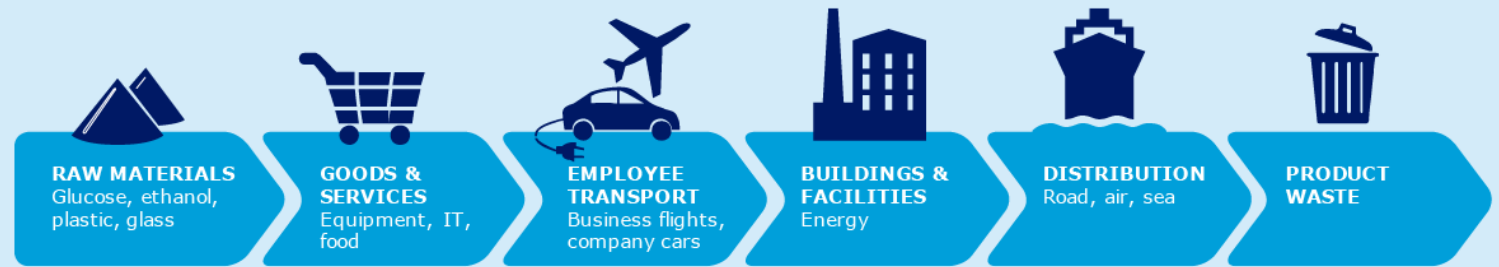 RAW MATERIALS
Glucose, ethanol,
plastic, glass
GOODS &
SERVICES
Equipment, IT,
food
EMPLOYEE
TRANSPORT
Business flights,
company cars
BUILDINGS &
FACILITIES
Energy
DISTRIBUTION
Road, air, sea
PRODUCT
WASTE